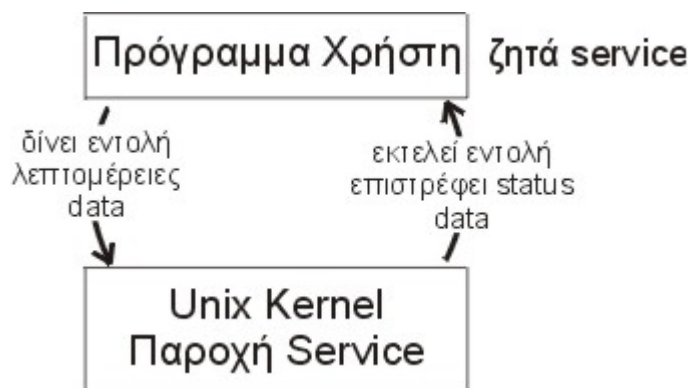 Πρόγραμμα Χρήστη ζητά service
δίνει εντολή
λεπτομέρειες
data
εκτελεί εντολή
επιστρέφει status
data
Unix Kernel
Παροχή Service